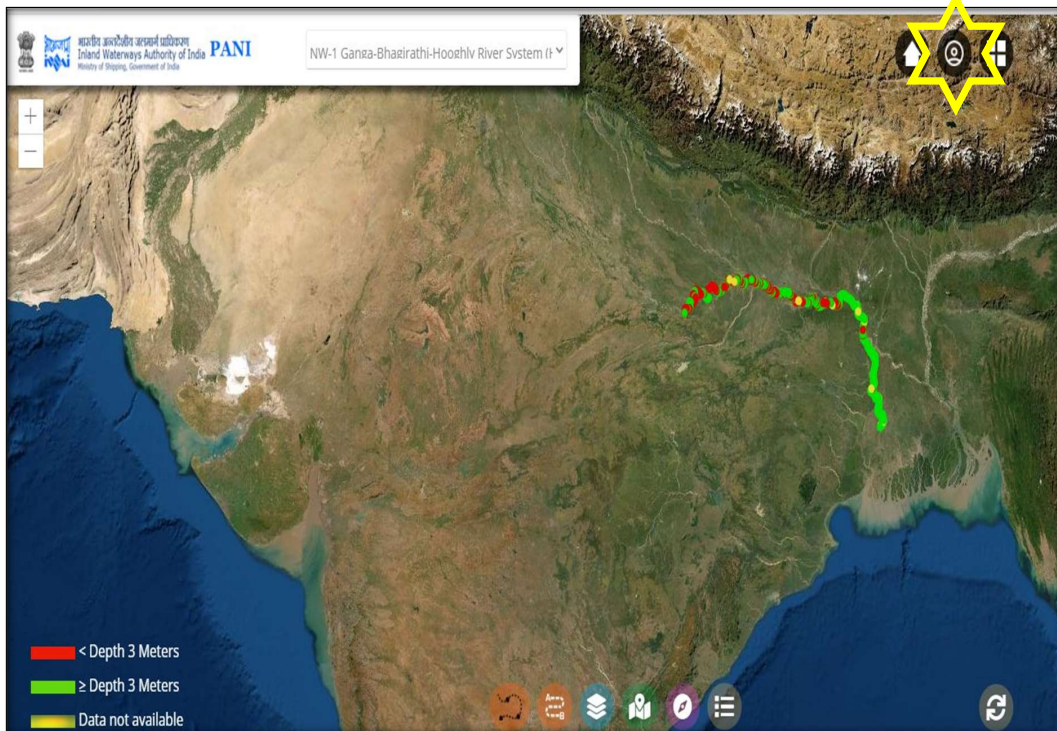 भारतीय अन्तर्देशीय जलमार्ग प्राधिकरण
Inland Waterways Authority of India PANI
Ministry of Shipping, Government of India
NW-1 Ganga-Bhagirathi-Hooghly River System (H
+
−
< Depth 3 Meters
≥ Depth 3 Meters
Data not available
A
B